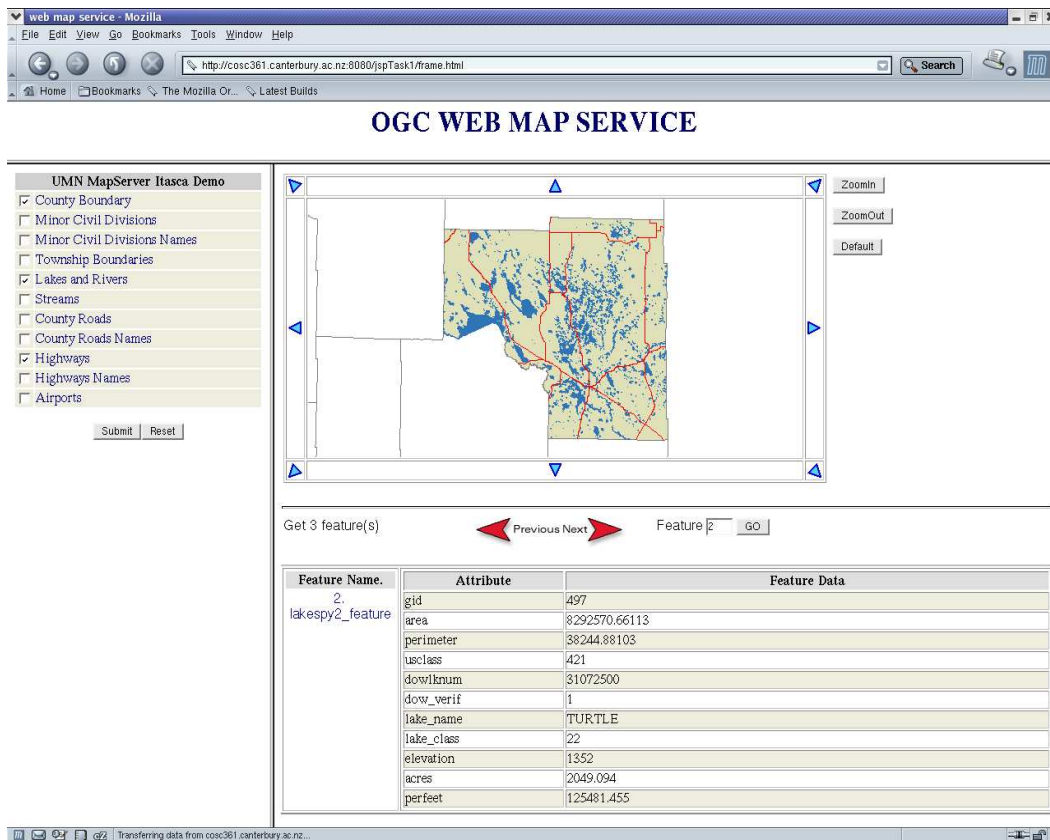 web map service - Mozilla
File Edit View Go Bookmarks Tools Window Help
http://cosc361.canterbury.ac.nz:8080/jspTask1/frame.html
Search
Home Bookmarks The Mozilla Or... Latest Builds
OGC WEB MAP SERVICE
UMN MapServer Itasca Demo
County Boundary
Minor Civil Divisions
Minor Civil Divisions Names
Township Boundaries
Lakes and Rivers
Streams
County Roads
County Roads Names
Highways
Highways Names
Airports
Submit Reset
ZoomIn
ZoomOut
Default
Get 3 feature(s)
Previous Next
Feature 2 GO
Feature Name. Attribute Feature Data
2. lakespy2_feature
gid 497
area 8292570.66113
perimeter 38244.88103
usclass 421
dowlknum 31072500
dow_verif 1
lake_name TURTLE
lake_class 22
elevation 1352
acres 2049.094
perfeet 125481.455
Transferring data from cosc361.canterbury.ac.nz...